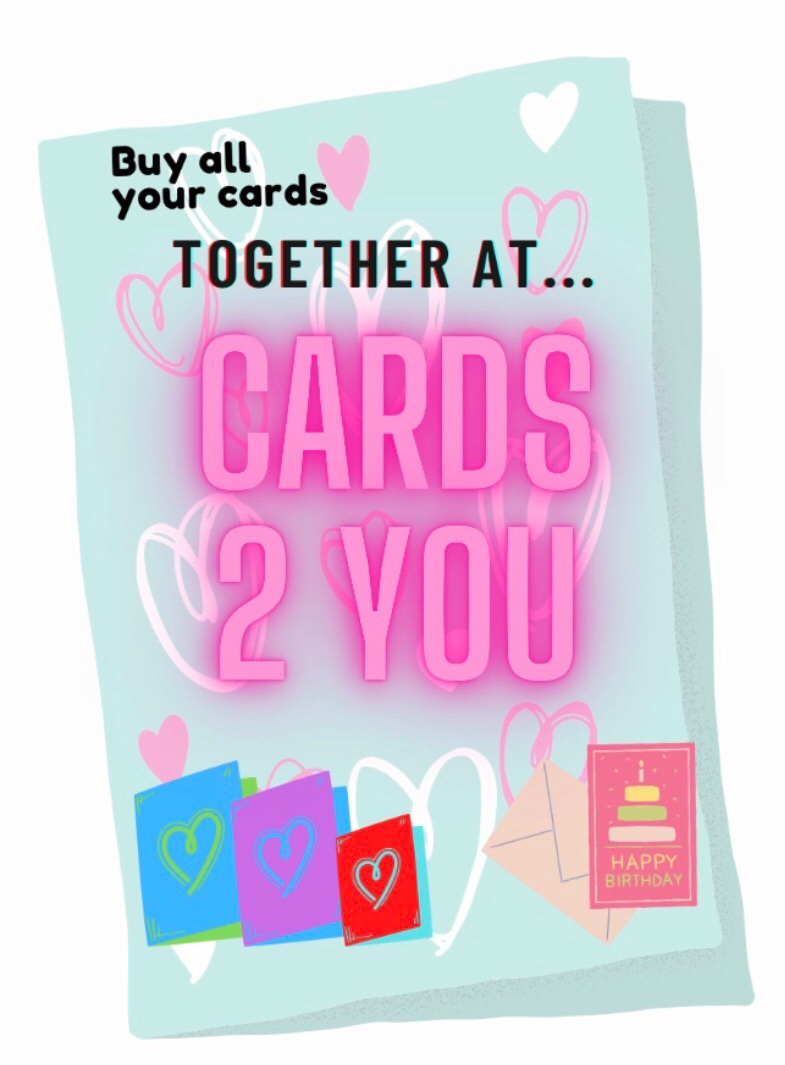 Buy all
your cards
TOGETHER AT...
CARDS
2 YOU
HAPPY
BIRTHDAY